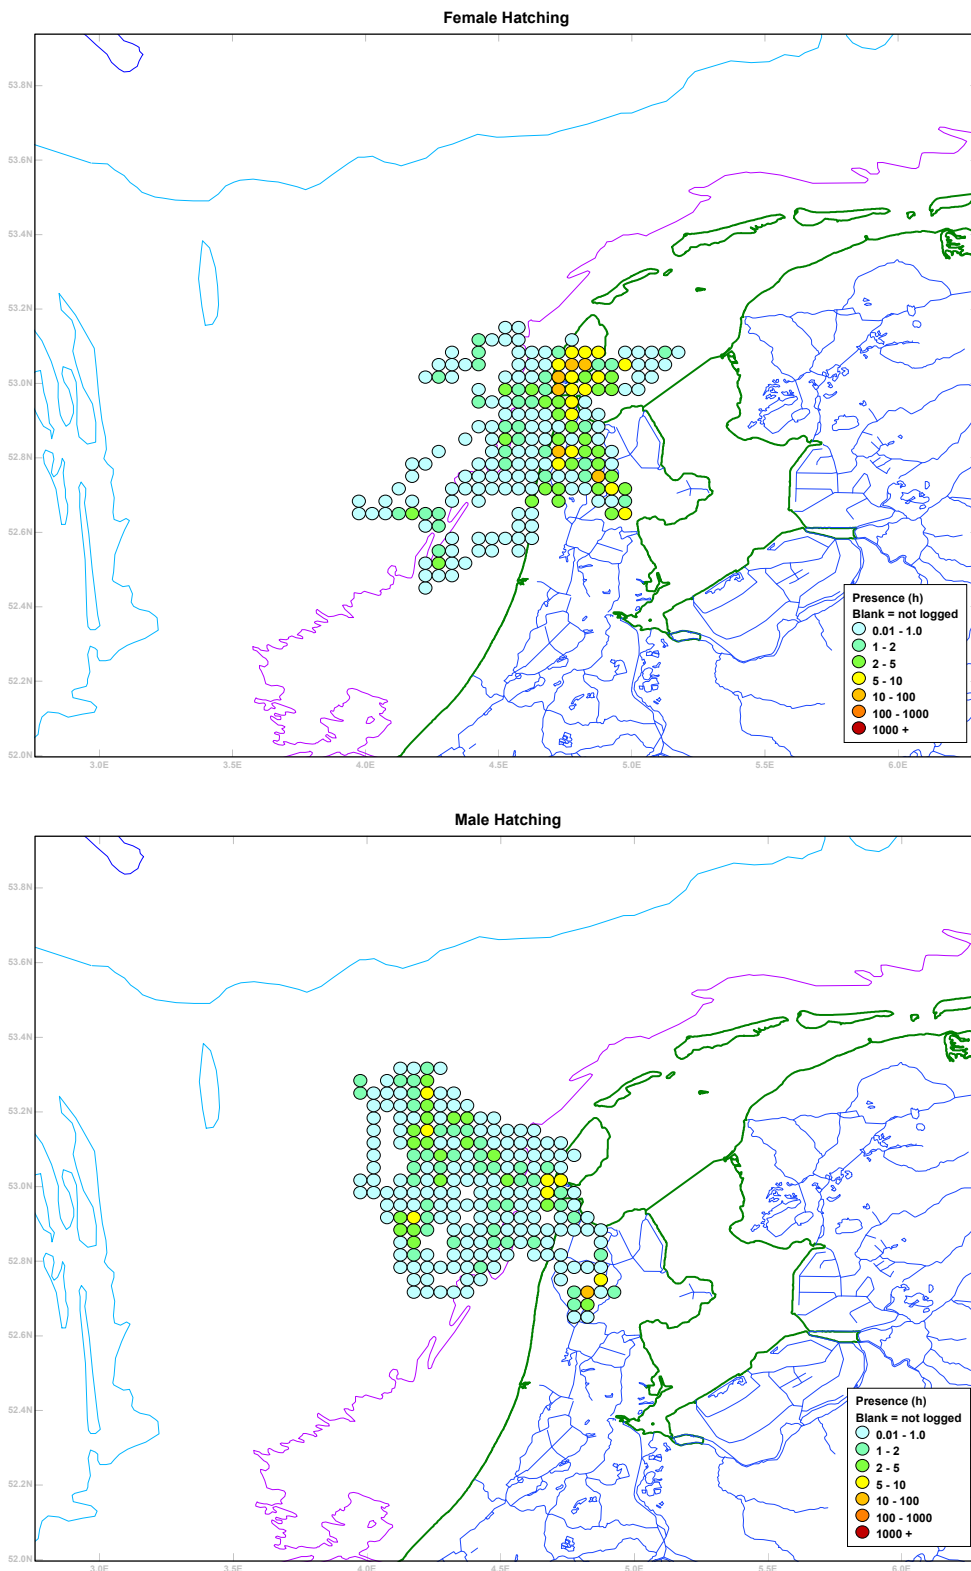 Female Hatching
53.8N
53.6N
53.4N
53.2N
53.0N
52.8N
52.6N
52.4N
52.2N
52.0N
Presence (h)
Blank = not logged
0.01 - 1.0
1 - 2
2 - 5
5 - 10
10 - 100
100 - 1000
1000 +
3.0E 3.5E 4.0E 4.5E 5.0E 5.5E 6.0E
Male Hatching
53.8N
53.6N
53.4N
53.2N
53.0N
52.8N
52.6N
52.4N
52.2N
52.0N
Presence (h)
Blank = not logged
0.01 - 1.0
1 - 2
2 - 5
5 - 10
10 - 100
100 - 1000
1000 +
3.0E 3.5E 4.0E 4.5E 5.0E 5.5E 6.0E